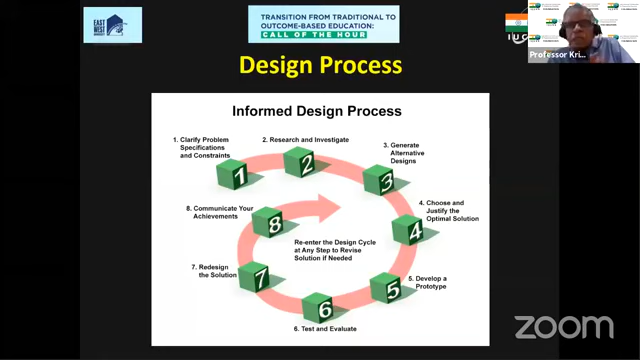 EAST
WEST
TRANSITION FROM TRADITIONAL TO
OUTCOME-BASED EDUCATION:
CALL OF THE HOUR
IUC
Professor Kri...
Design Process
Informed Design Process
1. Clarify Problem
Specifications
and Constraints
2. Research and Investigate
3. Generate
Alternative
Designs
4. Choose and
Justify the
Optimal Solution
5. Develop a
Prototype
6. Test and Evaluate
7. Redesign
the Solution
8. Communicate Your
Achievements
1
2
3
4
5
6
7
8
Re-enter the Design Cycle
at Any Step to Revise
Solution if Needed
zoom